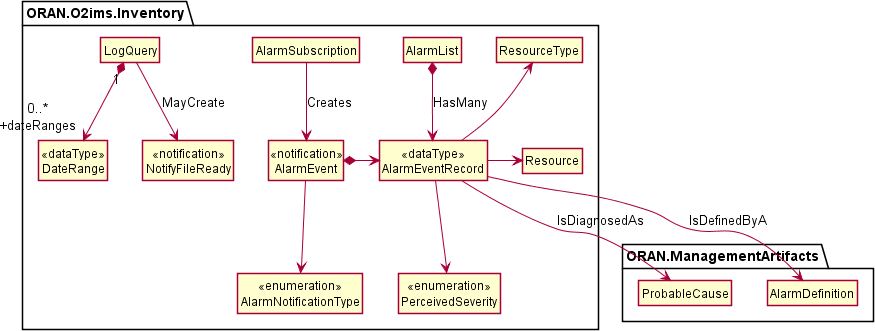 ORAN.O2ims.Inventory
LogQuery
AlarmSubscription
AlarmList
ResourceType
1
MayCreate
Creates
HasMany
0..*
+dateRanges
«dataType»
DateRange
«notification»
NotifyFileReady
«notification»
AlarmEvent
«dataType»
AlarmEventRecord
Resource
IsDiagnosedAs
IsDefinedByA
ORAN.ManagementArtifacts
«enumeration»
AlarmNotificationType
«enumeration»
PerceivedSeverity
ProbableCause
AlarmDefinition